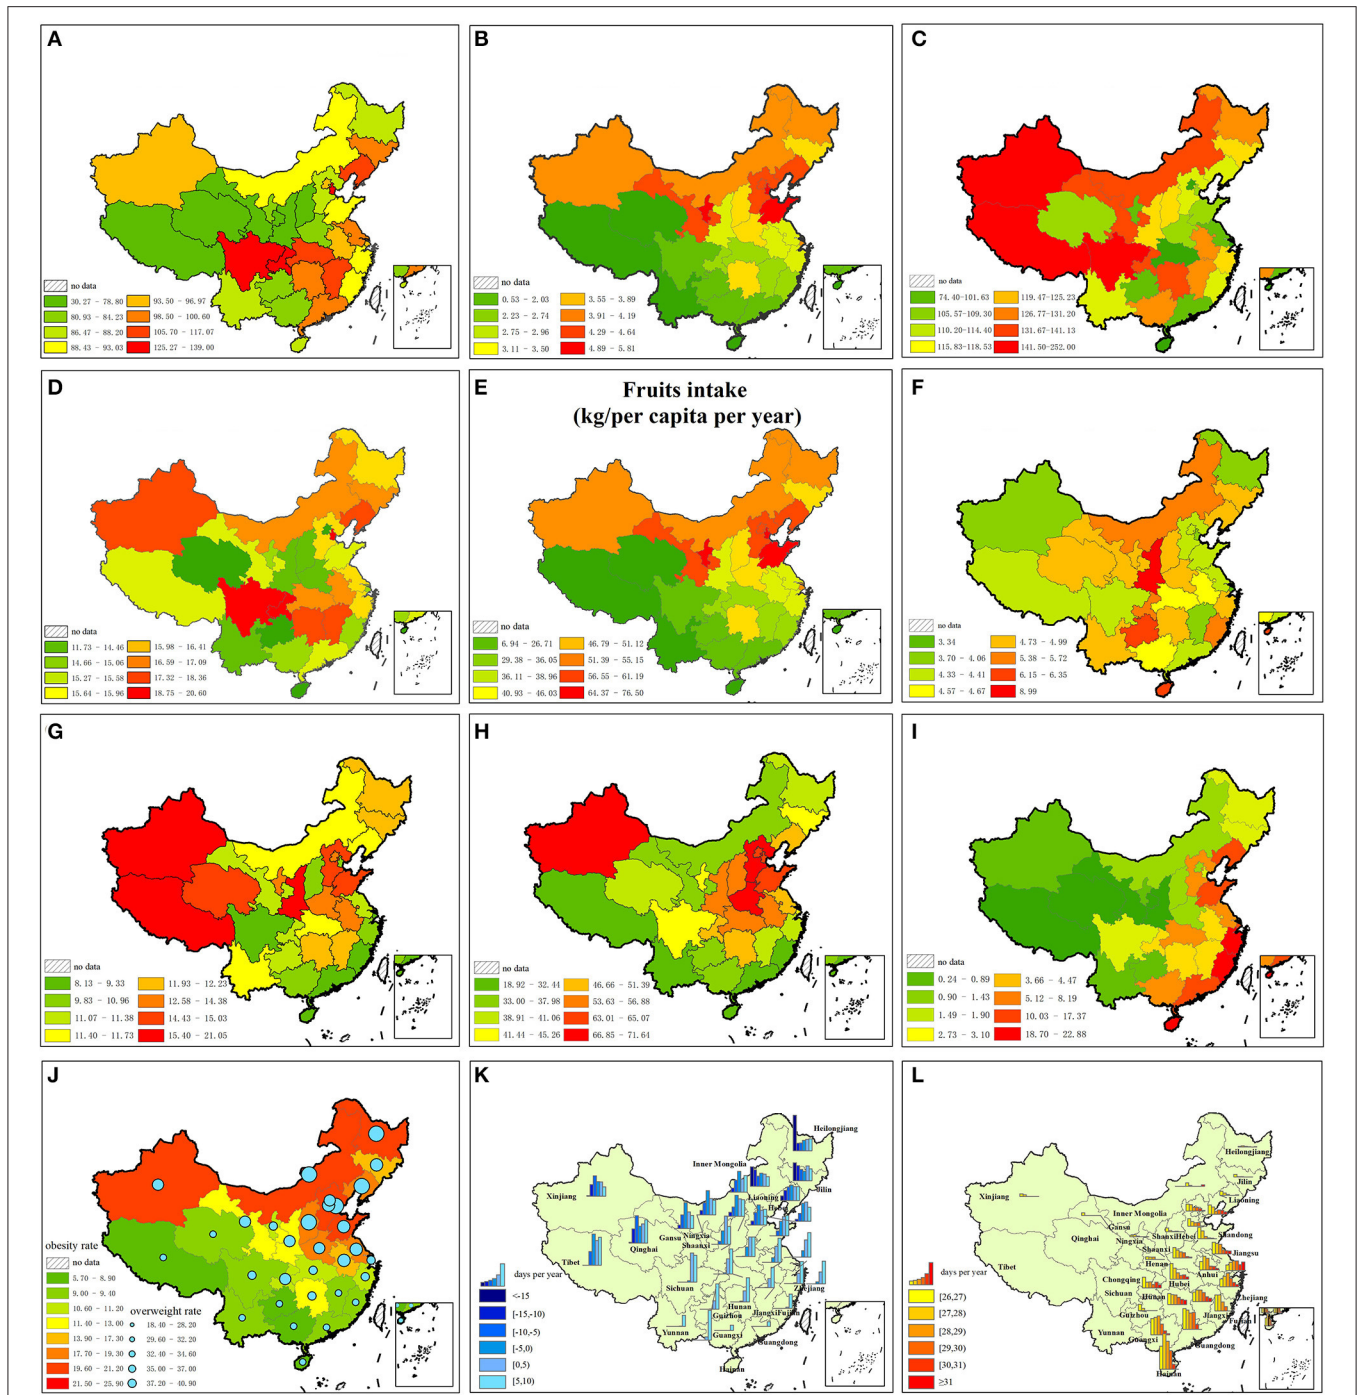 A
no data
30.27 - 78.80
80.93 - 84.23
86.47 - 88.20
88.43 - 93.03
93.50 - 96.97
98.50 - 100.60
105.70 - 117.07
125.27 - 139.00
B
no data
0.53 - 2.03
2.23 - 2.74
2.75 - 2.96
3.11 - 3.50
3.55 - 3.89
3.91 - 4.19
4.29 - 4.64
4.89 - 5.81
C
no data
74.40-101.63
105.57-109.30
110.20-114.40
115.83-118.53
119.47-125.23
126.77-131.20
131.67-141.13
141.50-252.00
D
no data
11.73 - 14.46
14.66 - 15.06
15.27 - 15.58
15.64 - 15.96
15.98 - 16.41
16.59 - 17.09
17.32 - 18.36
18.75 - 20.60
E
Fruits intake
(kg/per capita per year)
no data
6.94 - 26.71
29.38 - 36.05
36.11 - 38.96
40.93 - 46.03
46.79 - 51.12
51.39 - 55.15
56.55 - 61.19
64.37 - 76.50
F
no data
3.34
3.70 - 4.06
4.33 - 4.41
4.57 - 4.67
4.73 - 4.99
5.38 - 5.72
6.15 - 6.35
8.99
G
no data
8.13 - 9.33
9.83 - 10.96
11.07 - 11.38
11.40 - 11.73
11.93 - 12.23
12.58 - 14.38
14.43 - 15.03
15.40 - 21.05
H
no data
18.92 - 32.44
33.00 - 37.98
38.91 - 41.06
41.44 - 45.26
46.66 - 51.39
53.63 - 56.88
63.01 - 65.07
66.85 - 71.64
I
no data
0.24 - 0.89
0.90 - 1.43
1.49 - 1.90
2.73 - 3.10
3.66 - 4.47
5.12 - 8.19
10.03 - 17.37
18.70 - 22.88
J
obesity rate
no data
5.70 - 8.90
9.00 - 9.40
10.60 - 11.20
11.40 - 13.00
13.90 - 17.30
17.70 - 19.30
19.60 - 21.20
21.50 - 25.90
overweight rate
18.40 - 28.20
29.60 - 32.20
32.40 - 34.60
35.00 - 37.00
37.20 - 40.90
K
Heilongjiang
Inner Mongolia
Jilin
Xinjiang
Liaoning
Hebei
Ningxia
Gansu
Shaanxi
Qinghai
Tibet
Sichuan
Zhejiang
Hunan
Guizhou
Jiangxi
Fujian
Yunnan
Guangxi
Guangdong
Hainan
days per year
<-15
[-15,-10)
[-10,-5)
[-5,0)
[0,5)
[5,10)
L
Heilongjiang
Jilin
Xinjiang
Liaoning
Inner Mongolia
Gansu
Ningxia
Shanxi
Hebei
Shandong
Qinghai
Shaanxi
Jiangsu
Henan
Tibet
Anhui
Chongqing
Hubei
Sichuan
Hunan
Zhejiang
Guizhou
Jiangxi
Fujian
Yunnan
Guangxi
Guangdong
Hainan
days per year
[26,27)
[27,28)
[28,29)
[29,30)
[30,31)
≥31